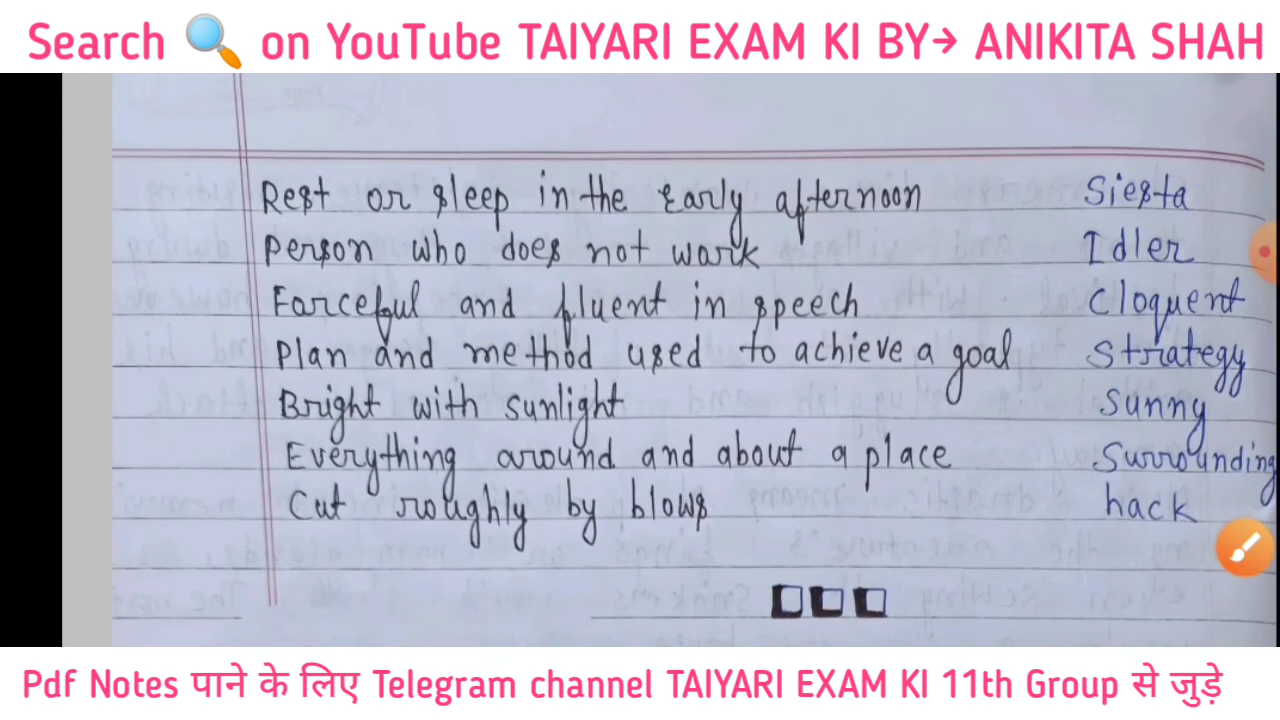 Search 🔍 on YouTube TAIYARI EXAM KI BY→ ANIKITA SHAH
Rest or sleep in the Early afternoon Siesta
Person who does not work Idler
Forceful and fluent in speech Eloquent
Plan and method used to achieve a goal Strategy
Bright with sunlight Sunny
Everything around and about a place Surrounding
Cut roughly by blows hack
Pdf Notes पाने के लिए Telegram channel TAIYARI EXAM KI 11th Group से जुड़े